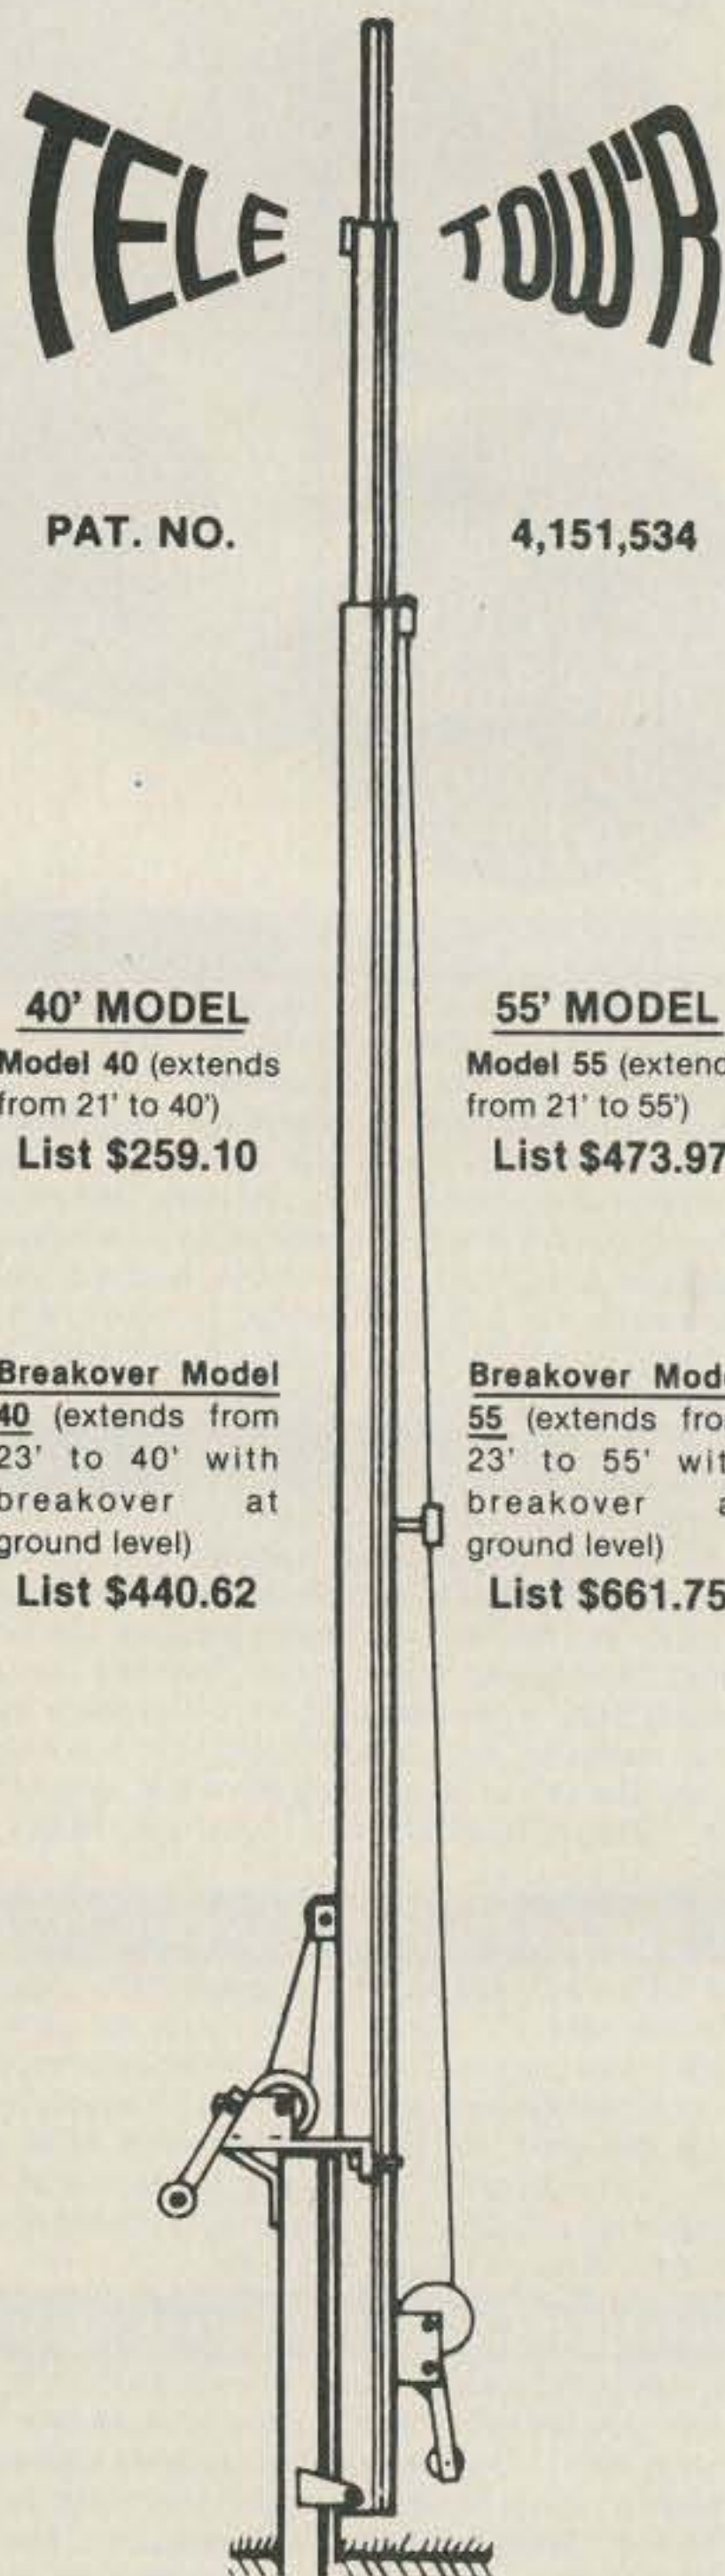 TELE TOW'R
PAT. NO. 4,151,534
40' MODEL
Model 40 (extends
from 21' to 40')
List $259.10
Breakover Model
40 (extends from
23' to 40' with
breakover at
ground level)
List $440.62
55' MODEL
Model 55 (extend
from 21' to 55')
List $473.97
Breakover Mod
55 (extends fro
23' to 55' wit
breakover a
ground level)
List $661.75